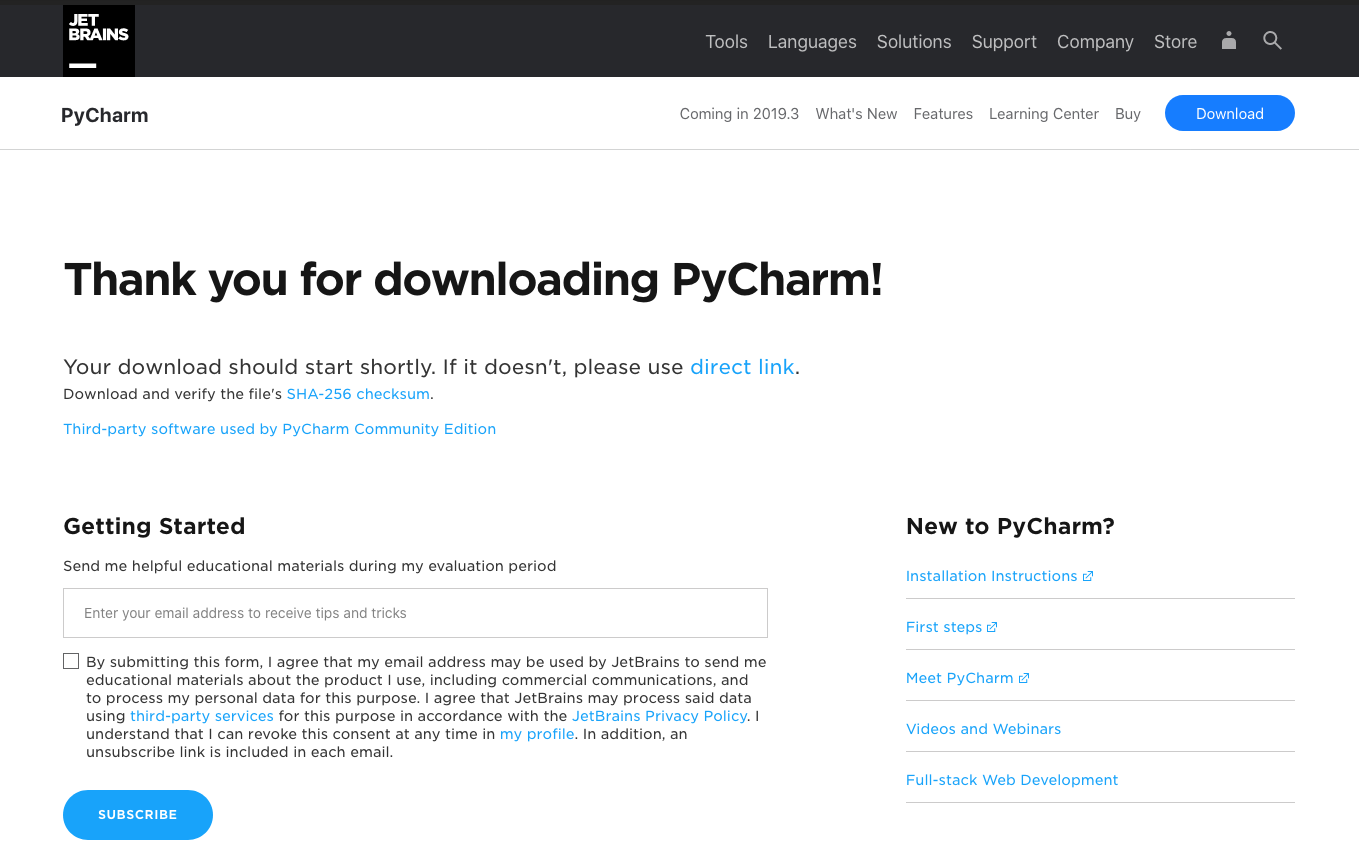 JET
BRAINS
Tools Languages Solutions Support Company Store
PyCharm
Coming in 2019.3 What's New Features Learning Center Buy Download
Thank you for downloading PyCharm!
Your download should start shortly. If it doesn't, please use direct link.
Download and verify the file's SHA-256 checksum.
Third-party software used by PyCharm Community Edition
Getting Started
Send me helpful educational materials during my evaluation period
Enter your email address to receive tips and tricks
By submitting this form, I agree that my email address may be used by JetBrains to send me
educational materials about the product I use, including commercial communications, and
to process my personal data for this purpose. I agree that JetBrains may process said data
using third-party services for this purpose in accordance with the JetBrains Privacy Policy. I
understand that I can revoke this consent at any time in my profile. In addition, an
unsubscribe link is included in each email.
SUBSCRIBE
New to PyCharm?
Installation Instructions
First steps
Meet PyCharm
Videos and Webinars
Full-stack Web Development